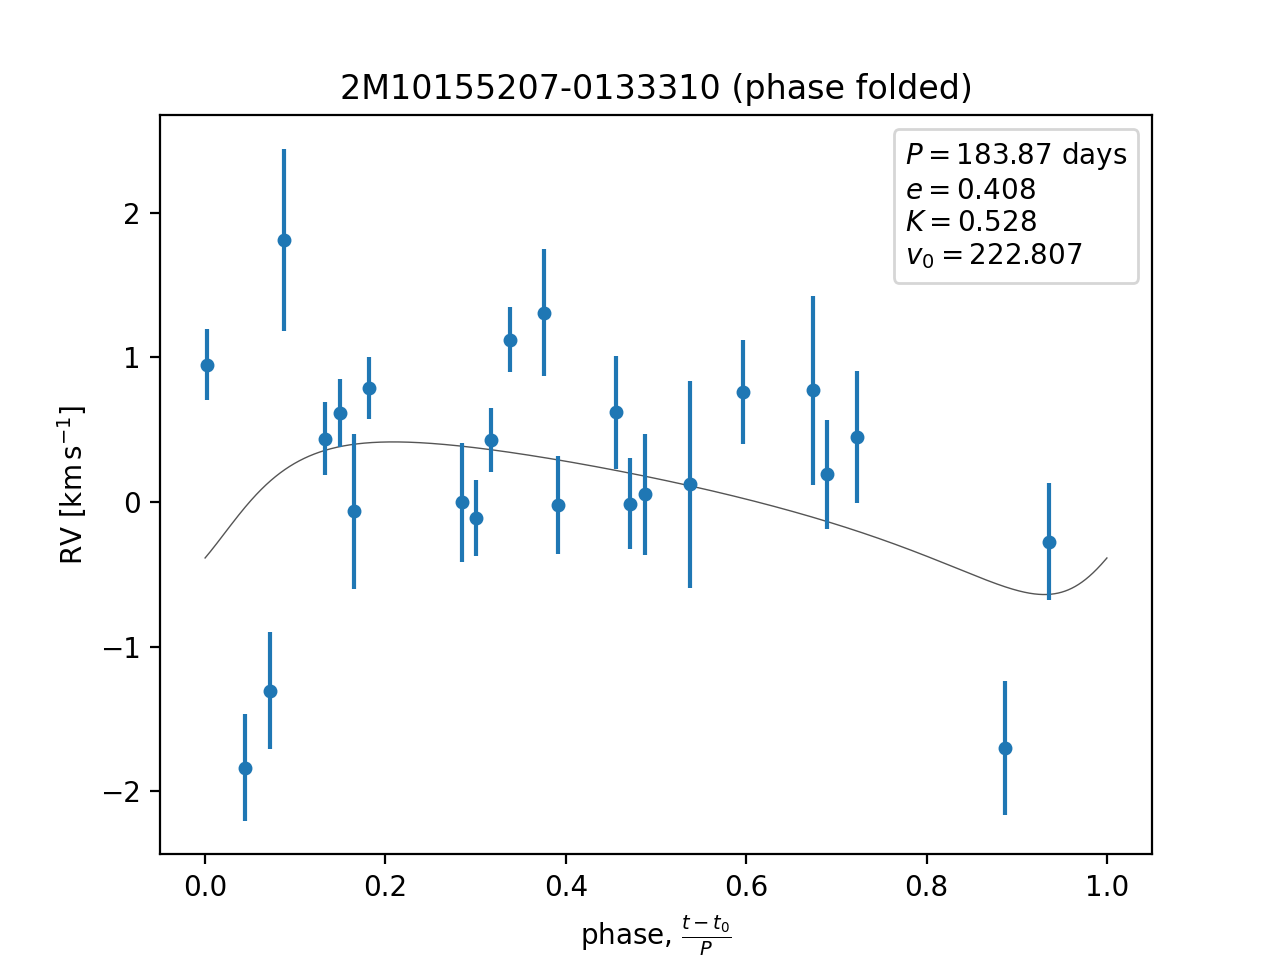 2M10155207-0133310 (phase folded)
P = 183.87 days
e = 0.408
K = 0.528
v₀ = 222.807
2
1
0
−1
−2
RV [km s⁻¹]
0.0 0.2 0.4 0.6 0.8 1.0
phase, (t − t₀)/P